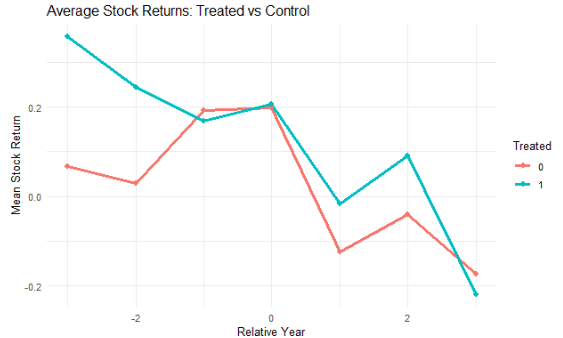 Average Stock Returns: Treated vs Control
Mean Stock Return
0.2
0.0
-0.2
-2
0
2
Relative Year
Treated
0
1